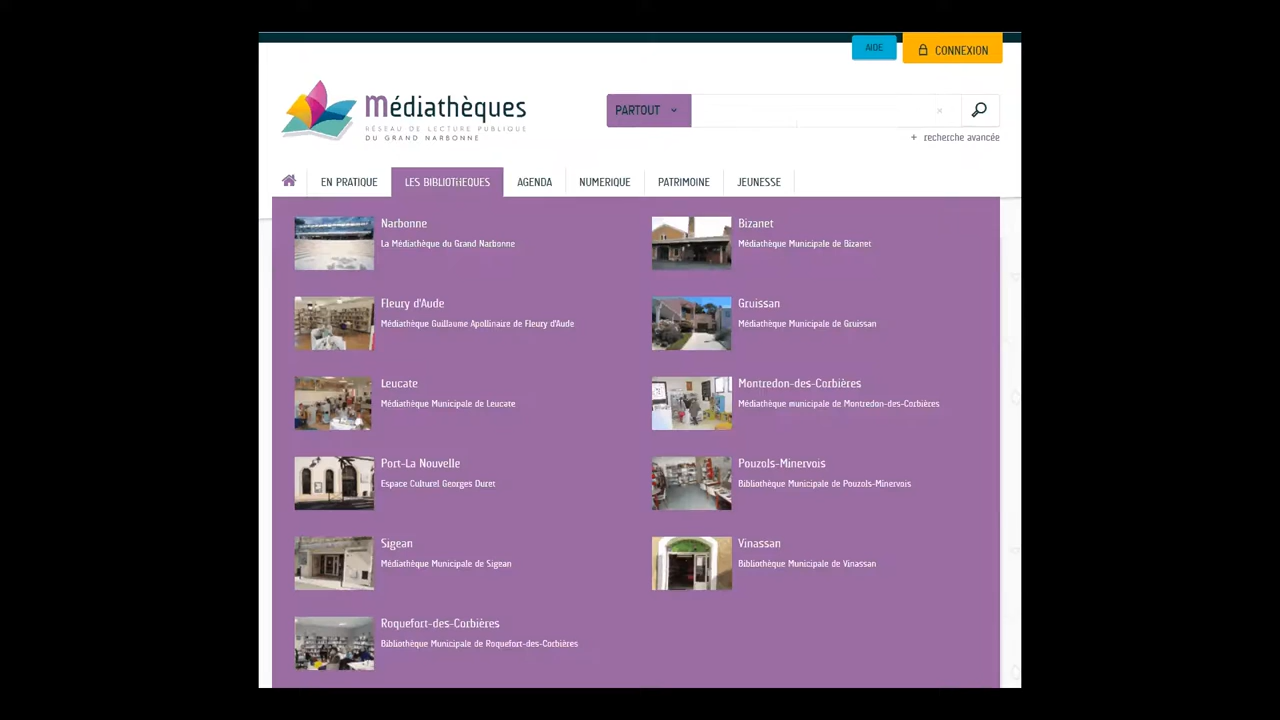 AIDE
CONNEXION
médiathèques
RÉSEAU DE LECTURE PUBLIQUE
DU GRAND NARBONNE
PARTOUT
×
+ recherche avancée
EN PRATIQUE LES BIBLIOTHEQUES AGENDA NUMERIQUE PATRIMOINE JEUNESSE
Narbonne
La Médiathèque du Grand Narbonne
Bizanet
Médiathèque Municipale de Bizanet
Fleury d'Aude
Médiathèque Guillaume Apollinaire de Fleury d'Aude
Gruissan
Médiathèque Municipale de Gruissan
Leucate
Médiathèque Municipale de Leucate
Montredon-des-Corbières
Médiathèque municipale de Montredon-des-Corbières
Port-La Nouvelle
Espace Culturel Georges Duret
Pouzols-Minervois
Bibliothèque Municipale de Pouzols-Minervois
Sigean
Médiathèque Municipale de Sigean
Vinassan
Bibliothèque Municipale de Vinassan
Roquefort-des-Corbières
Bibliothèque Municipale de Roquefort-des-Corbières